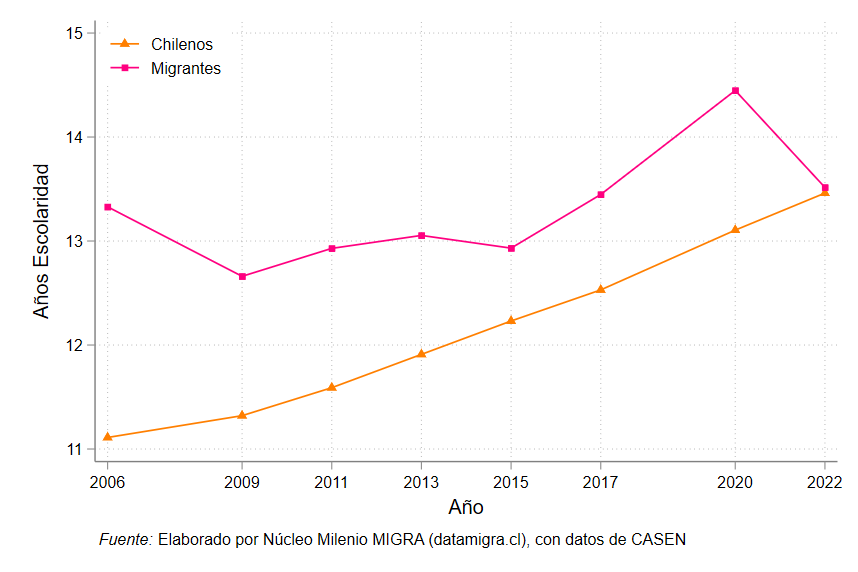 15
Chilenos
Migrantes
14
13
12
11
Años Escolaridad
2006 2009 2011 2013 2015 2017 2020 2022
Año
Fuente: Elaborado por Núcleo Milenio MIGRA (datamigra.cl), con datos de CASEN